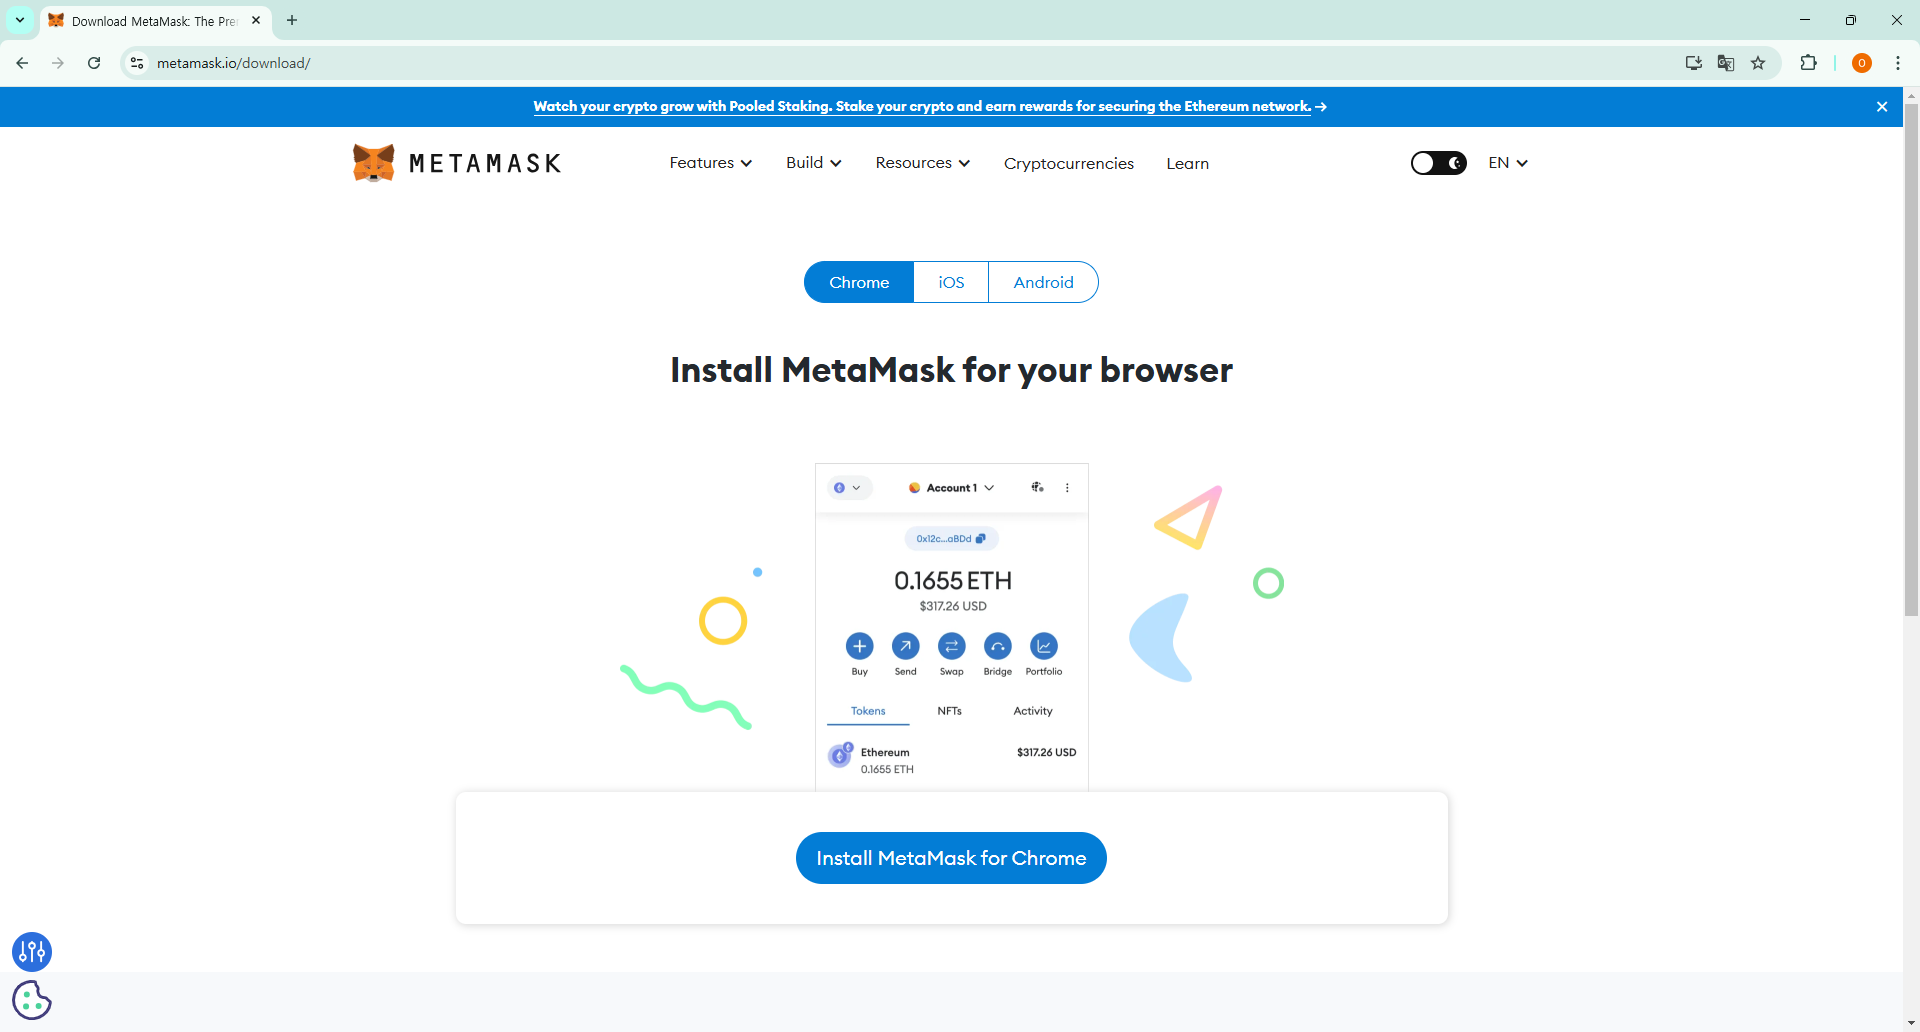 Download MetaMask: The Pre
metamask.io/download/
O
Watch your crypto grow with Pooled Staking. Stake your crypto and earn rewards for securing the Ethereum network. →
METAMASK
Features
Build
Resources
Cryptocurrencies
Learn
EN
Chrome
iOS
Android
Install MetaMask for your browser
Account 1
0x12c...aBDd
0.1655 ETH
$317.26 USD
Buy
Send
Swap
Bridge
Portfolio
Tokens
NFTs
Activity
Ethereum
$317.26 USD
0.1655 ETH
Install MetaMask for Chrome